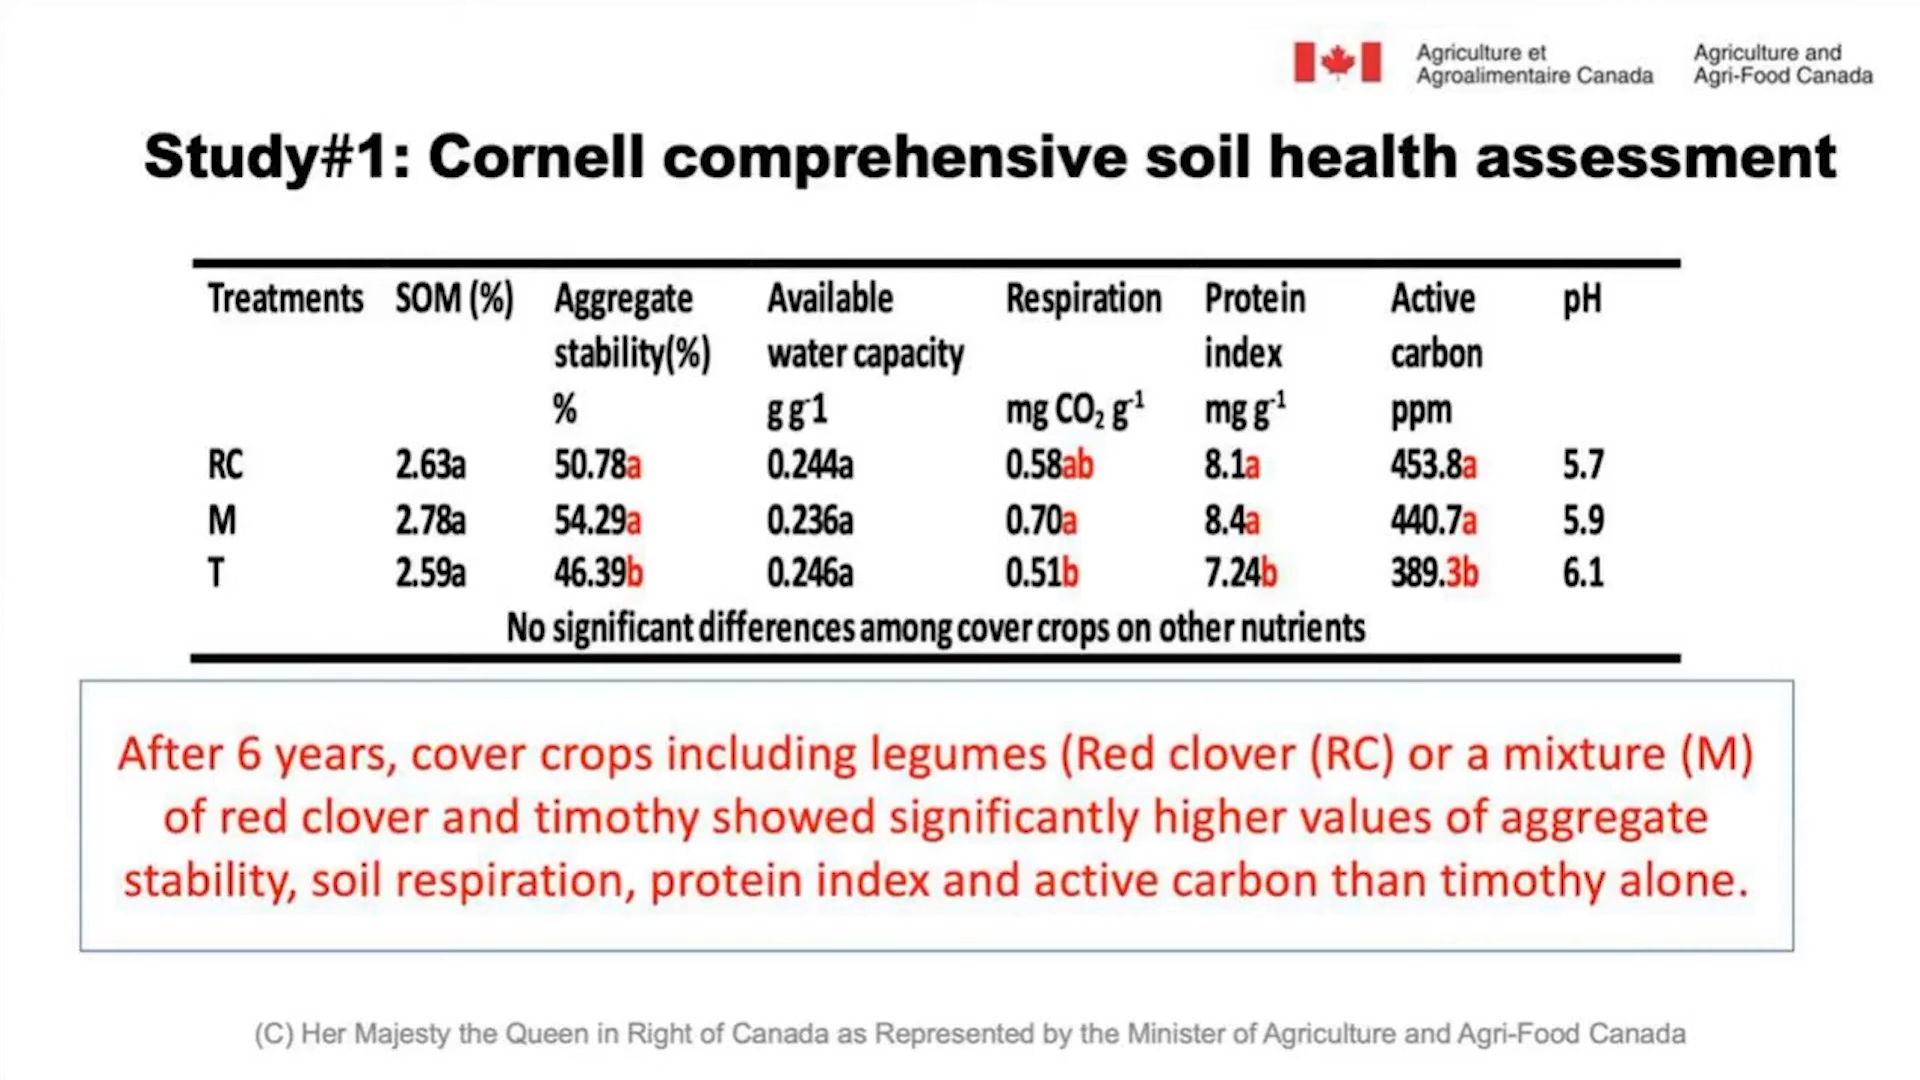 Agriculture et
Agroalimentaire Canada
Agriculture and
Agri-Food Canada
Study#1: Cornell comprehensive soil health assessment
Treatments SOM (%) Aggregate Available Respiration Protein Active pH
stability(%) water capacity index carbon
% g g-1 mg CO₂ g⁻¹ mg g⁻¹ ppm
RC 2.63a 50.78a 0.244a 0.58ab 8.1a 453.8a 5.7
M 2.78a 54.29a 0.236a 0.70a 8.4a 440.7a 5.9
T 2.59a 46.39b 0.246a 0.51b 7.24b 389.3b 6.1
No significant differences among cover crops on other nutrients
After 6 years, cover crops including legumes (Red clover (RC) or a mixture (M)
of red clover and timothy showed significantly higher values of aggregate
stability, soil respiration, protein index and active carbon than timothy alone.
(C) Her Majesty the Queen in Right of Canada as Represented by the Minister of Agriculture and Agri-Food Canada